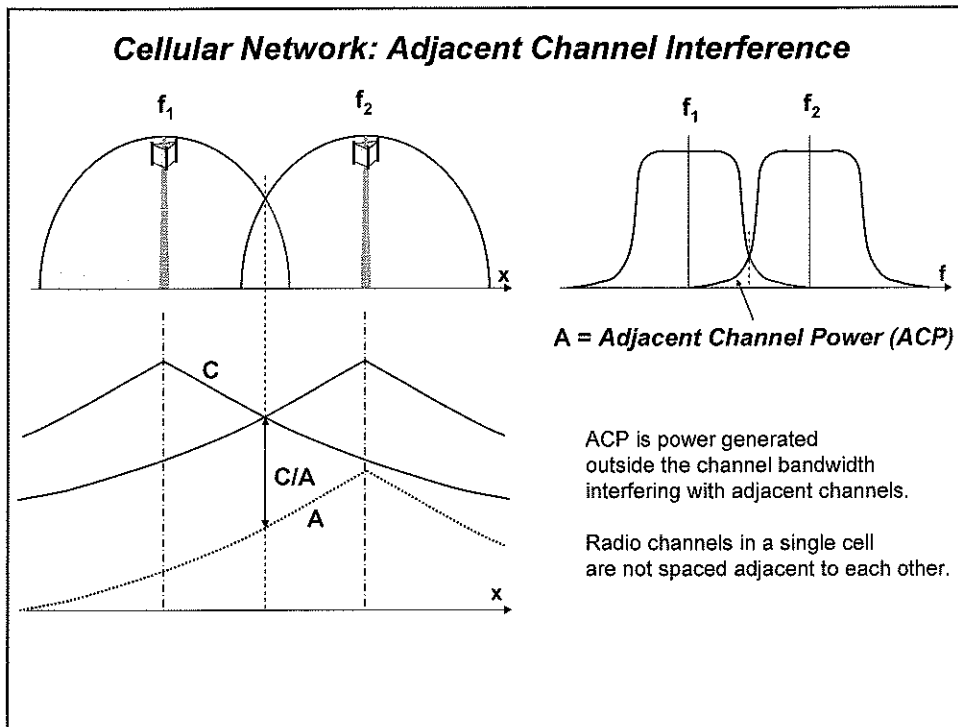 Cellular Network: Adjacent Channel Interference
f1
f2
x
f1
f2
f
A = Adjacent Channel Power (ACP)
C
C/A
A
x
ACP is power generated
outside the channel bandwidth
interfering with adjacent channels.
Radio channels in a single cell
are not spaced adjacent to each other.